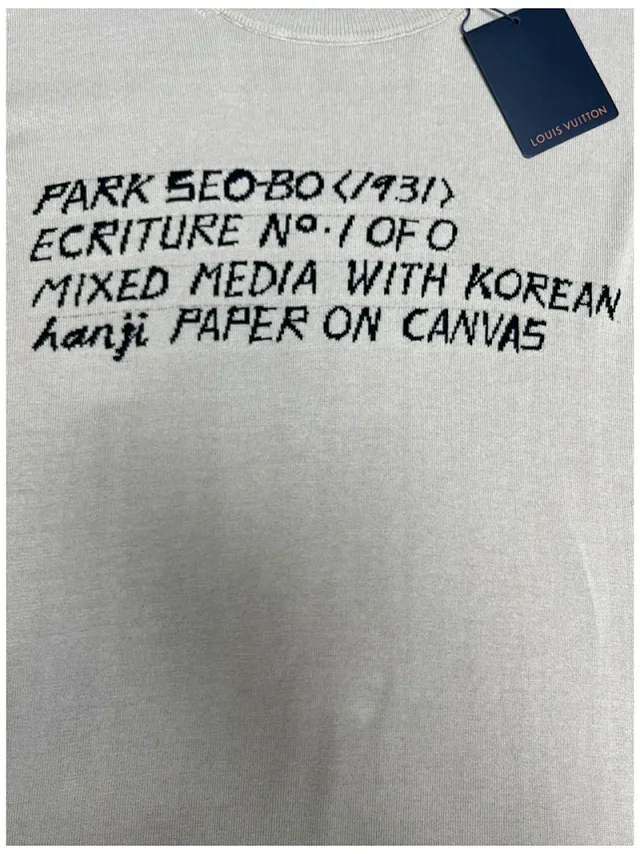 LOUIS VUITTON
PARK SEO-BO <1931>
ECRITURE Nº.1 OF 0
MIXED MEDIA WITH KOREAN
hanji PAPER ON CANVAS